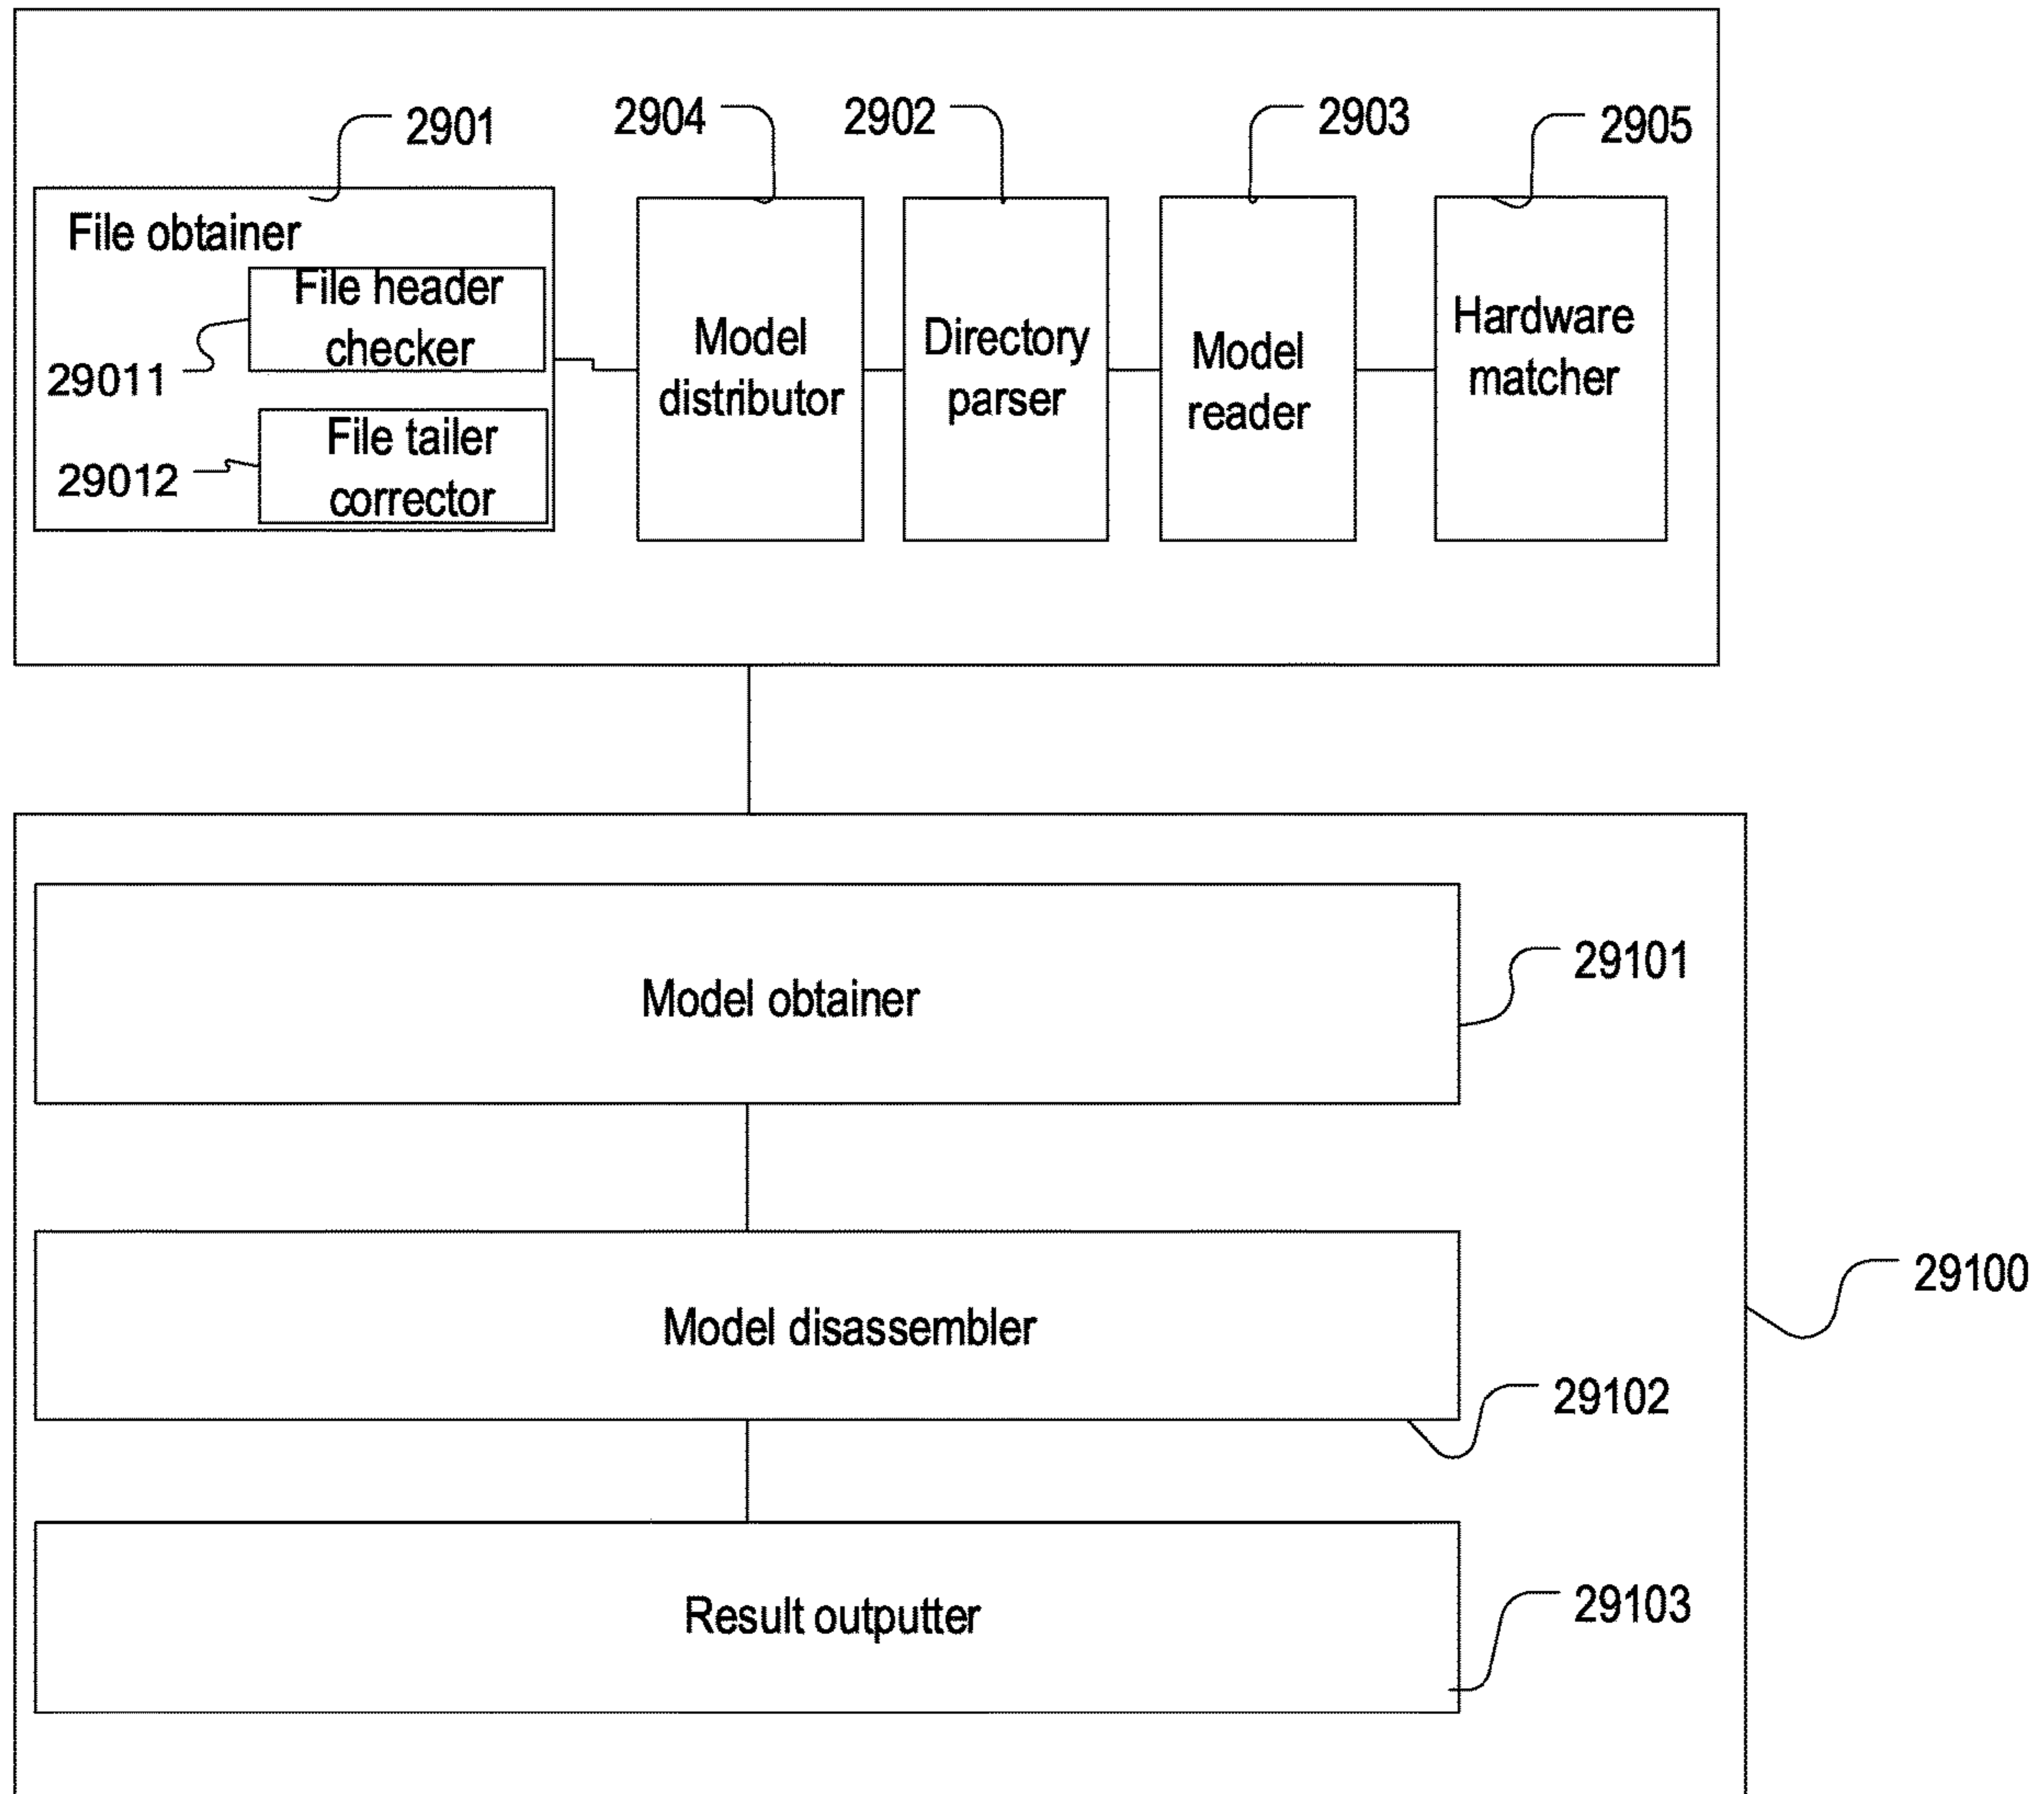 2901
2904
2902
2903
2905
File obtainer
File header
checker
29011
File tailer
corrector
29012
Model
distributor
Directory
parser
Model
reader
Hardware
matcher
Model obtainer
29101
Model disassembler
29100
29102
Result outputter
29103